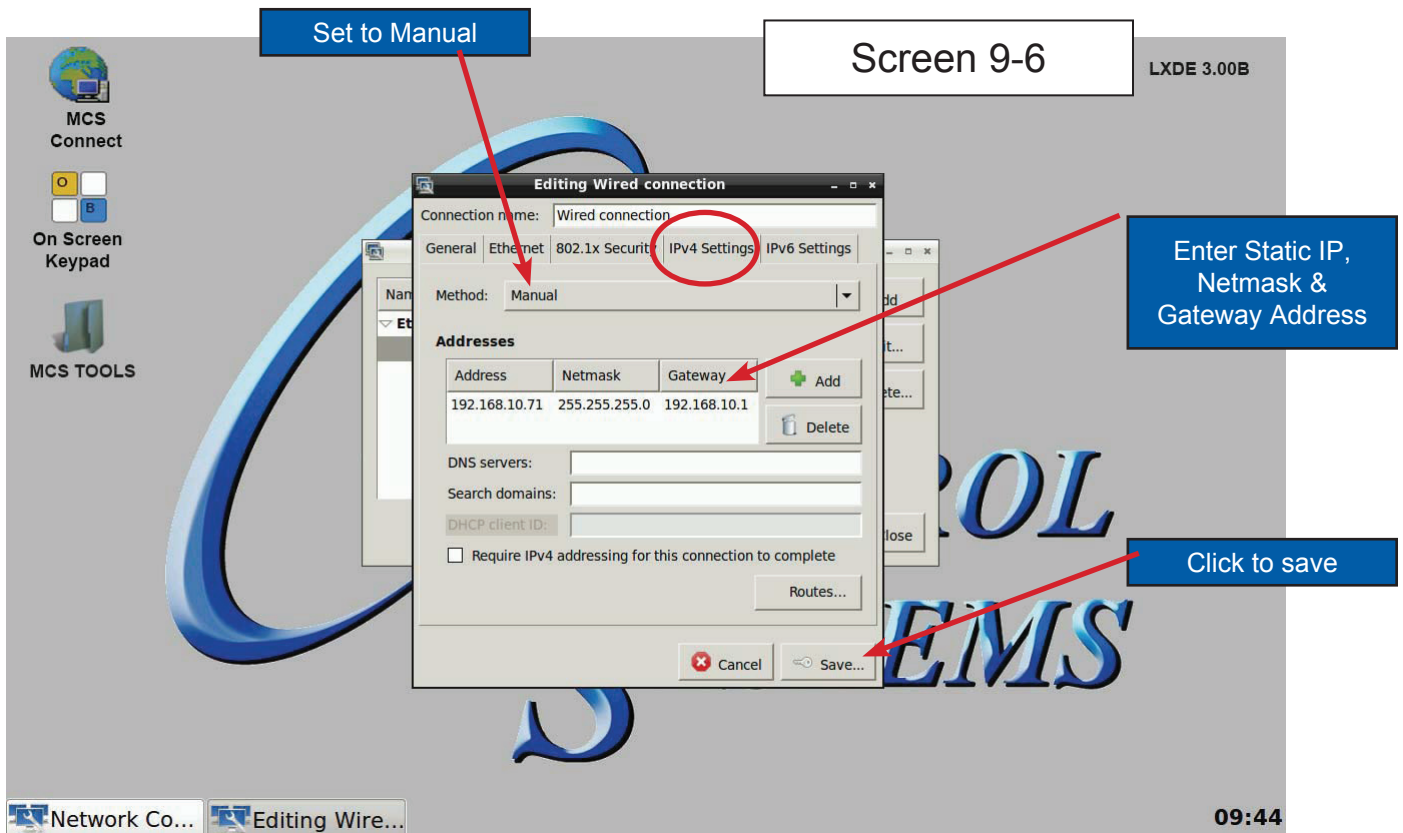 Set to Manual
Screen 9-6
LXDE 3.00B
MCS
Connect
O
B
On Screen
Keypad
MCS TOOLS
Editing Wired connection
Connection name: Wired connection
General Ethernet 802.1x Security IPv4 Settings IPv6 Settings
Method: Manual
Addresses
Address Netmask Gateway
192.168.10.71 255.255.255.0 192.168.10.1
Add
Delete
DNS servers:
Search domains:
DHCP client ID:
Require IPv4 addressing for this connection to complete
Routes...
Cancel Save...
Enter Static IP,
Netmask &
Gateway Address
Click to save
Network Co... Editing Wire...
09:44